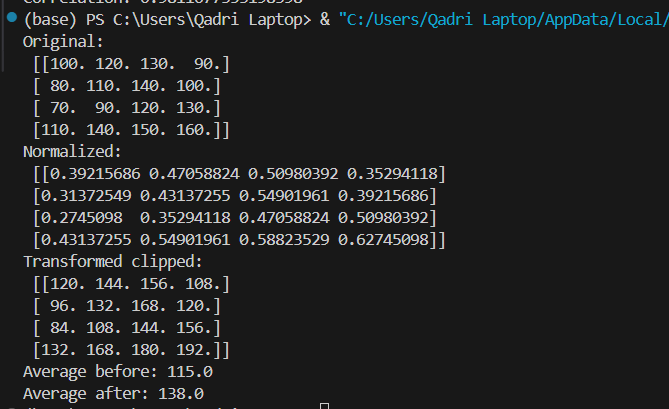 (base) PS C:\Users\Qadri Laptop> & "C:/Users/Qadri Laptop/AppData/Local/
Original:
 [[100. 120. 130.  90.]
 [ 80. 110. 140. 100.]
 [ 70.  90. 120. 130.]
 [110. 140. 150. 160.]]
Normalized:
 [[0.39215686 0.47058824 0.50980392 0.35294118]
 [0.31372549 0.43137255 0.54901961 0.39215686]
 [0.2745098  0.35294118 0.47058824 0.50980392]
 [0.43137255 0.54901961 0.58823529 0.62745098]]
Transformed clipped:
 [[120. 144. 156. 108.]
 [ 96. 132. 168. 120.]
 [ 84. 108. 144. 156.]
 [132. 168. 180. 192.]]
Average before: 115.0
Average after: 138.0